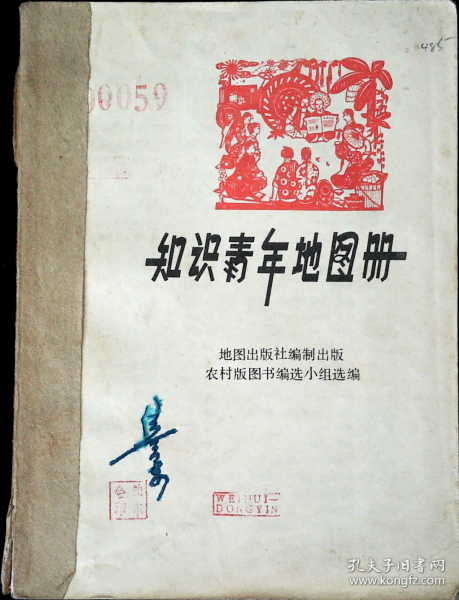 485
00059
知识青年地图册
地图出版社编制出版
农村版图书编选小组选编
WEIHUI—
DONGYIN
孔夫子旧书网
www.kongfz.com